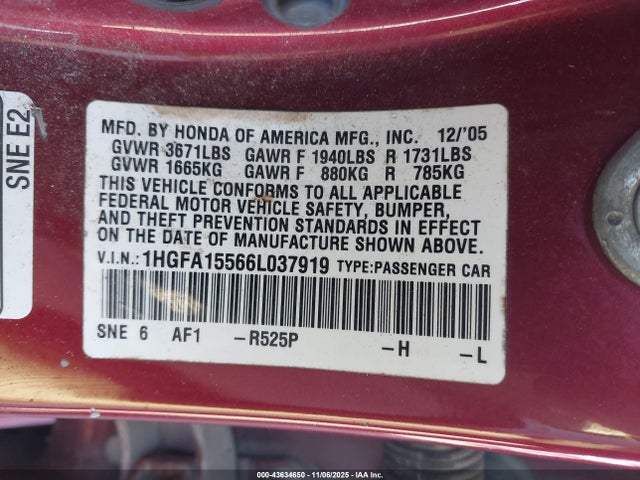 SNE E2
MFD. BY HONDA OF AMERICA MFG., INC. 12/'05
GVWR 3671LBS GAWR F 1940LBS R 1731LBS
GVWR 1665KG GAWR F 880KG R 785KG
THIS VEHICLE CONFORMS TO ALL APPLICABLE
FEDERAL MOTOR VEHICLE SAFETY, BUMPER,
AND THEFT PREVENTION STANDARDS IN EFFECT
ON THE DATE OF MANUFACTURE SHOWN ABOVE.
V.I.N.: 1HGFA15566L037919 TYPE:PASSENGER CAR
SNE 6 AF1 -R525P -H -L
000-43634650 - 11/06/2025 - IAA Inc.